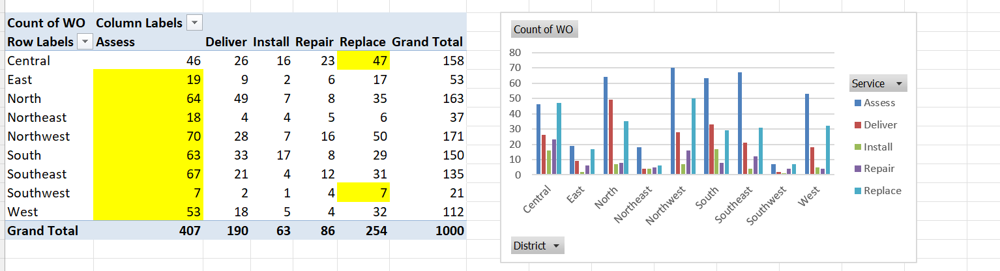 Count of WO Column Labels
Row Labels Assess Deliver Install Repair Replace Grand Total
Central 46 26 16 23 47 158
East 19 9 2 6 17 53
North 64 49 7 8 35 163
Northeast 18 4 4 5 6 37
Northwest 70 28 7 16 50 171
South 63 33 17 8 29 150
Southeast 67 21 4 12 31 135
Southwest 7 2 1 4 7 21
West 53 18 5 4 32 112
Grand Total 407 190 63 86 254 1000
Count of WO
80
70
60
50
40
30
20
10
0
Central East North Northeast Northwest South Southeast Southwest West
Service
Assess
Deliver
Install
Repair
Replace
District